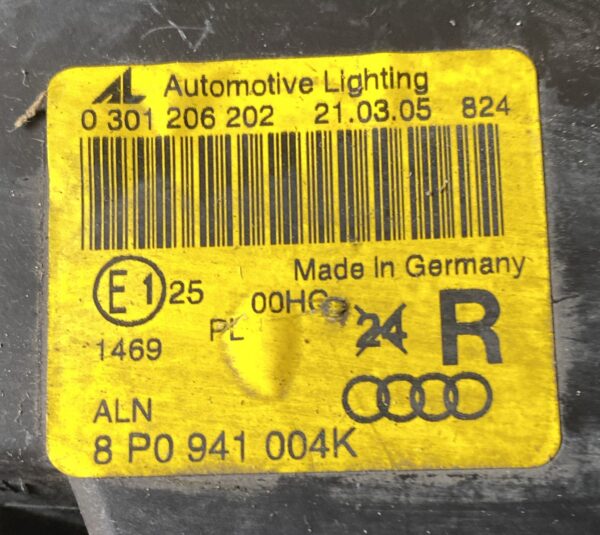 AL Automotive Lighting
0 301 206 202 21.03.05 824
Made In Germany
E1 25 00HC
PL 24 R
1469
ALN
8 P0 941 004K